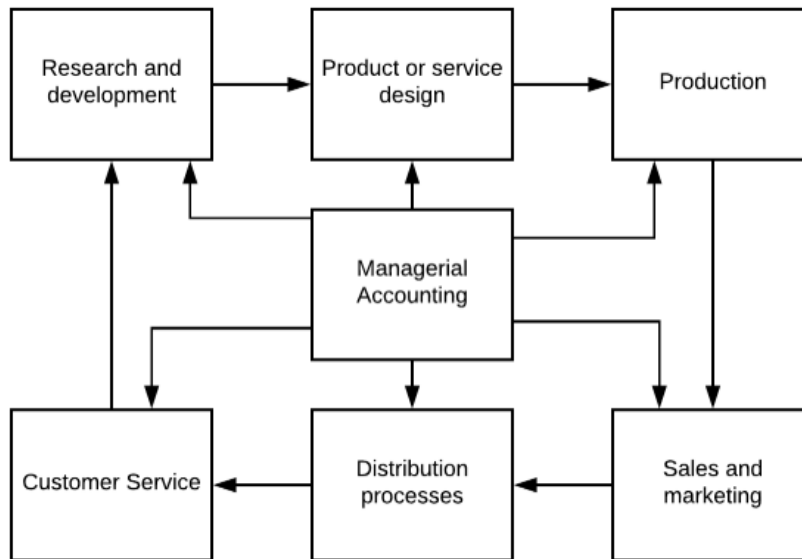 Research and
development
Product or service
design
Production
Managerial
Accounting
Customer Service
Distribution
processes
Sales and
marketing